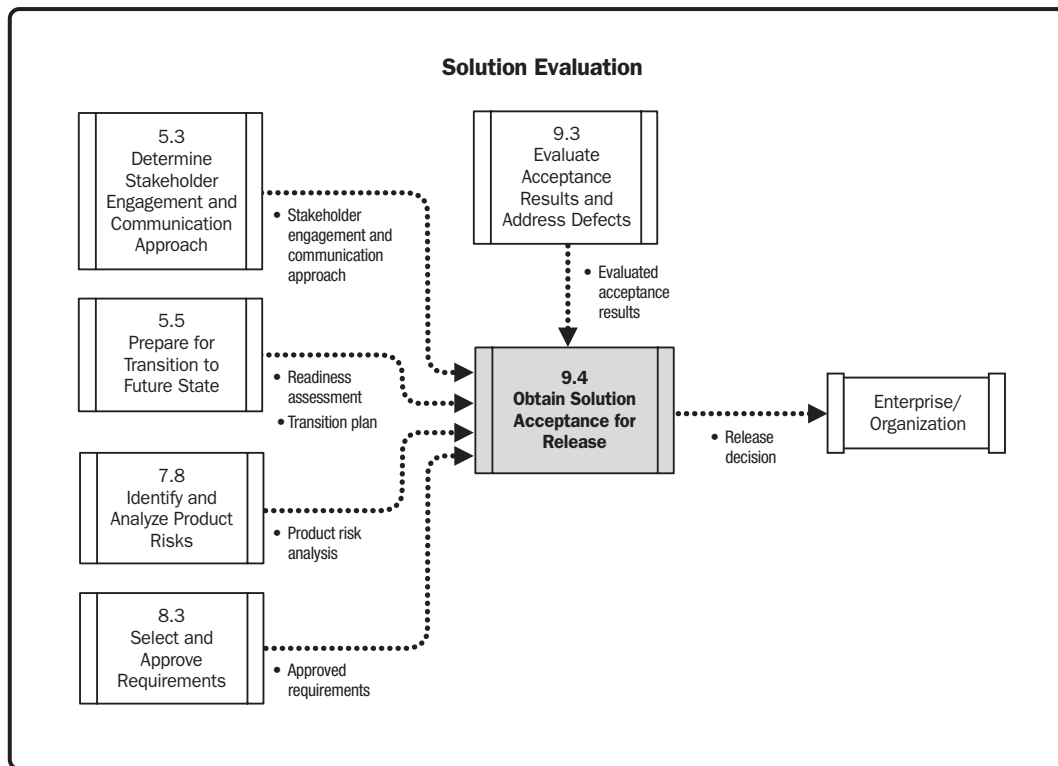 Solution Evaluation
5.3
Determine
Stakeholder
Engagement and
Communication
Approach
• Stakeholder
engagement and
communication
approach
9.3
Evaluate
Acceptance
Results and
Address Defects
• Evaluated
acceptance
results
5.5
Prepare for
Transition to
Future State
• Readiness
assessment
• Transition plan
9.4
Obtain Solution
Acceptance for
Release
• Release
decision
Enterprise/
Organization
7.8
Identify and
Analyze Product
Risks
• Product risk
analysis
8.3
Select and
Approve
Requirements
• Approved
requirements